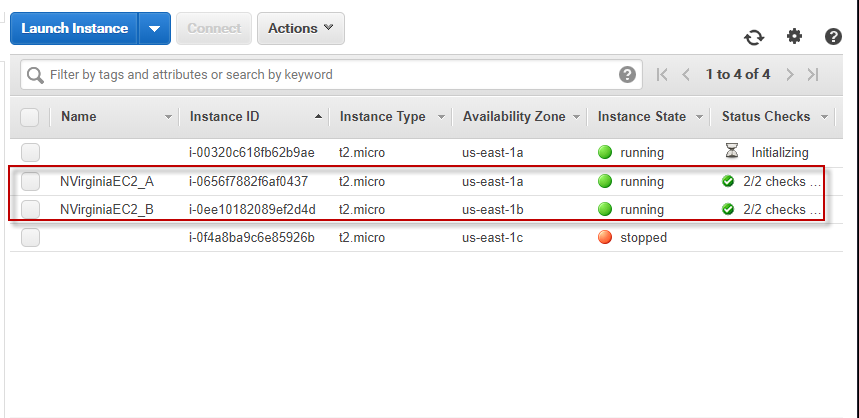 Launch Instance Connect Actions
Filter by tags and attributes or search by keyword 1 to 4 of 4
Name Instance ID Instance Type Availability Zone Instance State Status Checks
i-00320c618fb62b9ae t2.micro us-east-1a running Initializing
NVirginiaEC2_A i-0656f7882f6af0437 t2.micro us-east-1a running 2/2 checks ...
NVirginiaEC2_B i-0ee10182089ef2d4d t2.micro us-east-1b running 2/2 checks ...
i-0f4a8ba9c6e85926b t2.micro us-east-1c stopped